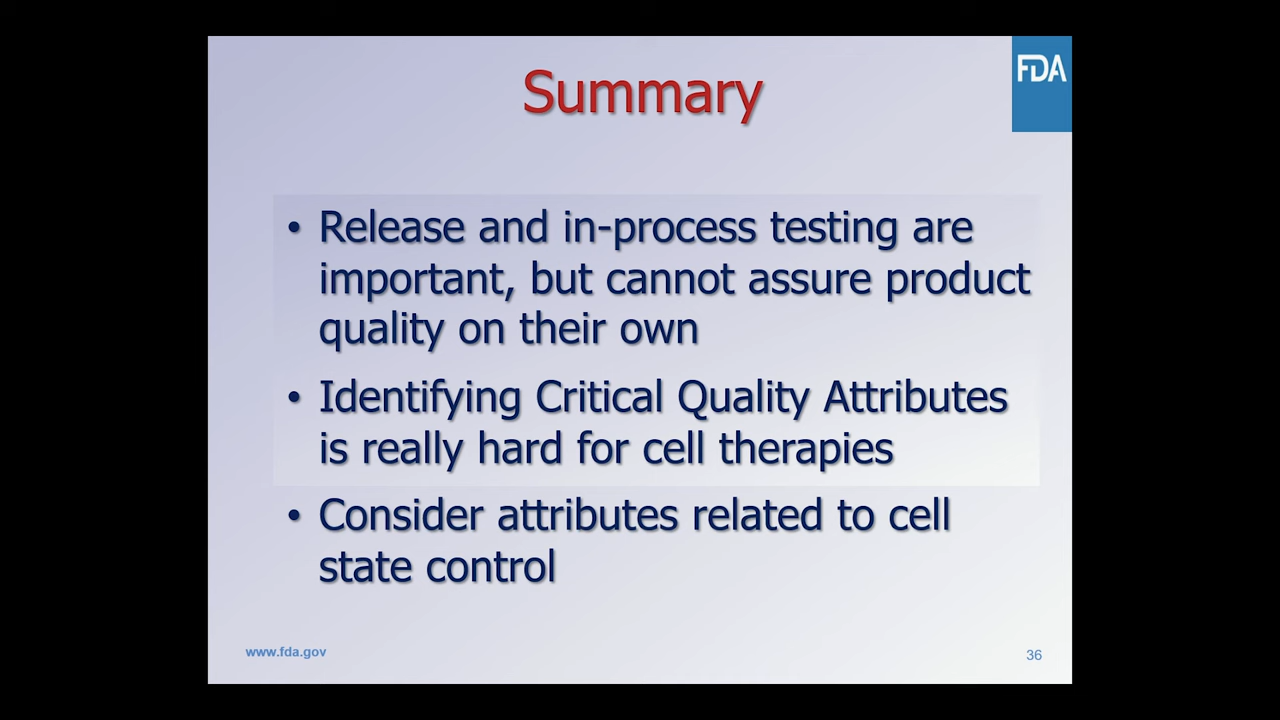 FDA
Summary
• Release and in-process testing are
important, but cannot assure product
quality on their own
• Identifying Critical Quality Attributes
is really hard for cell therapies
• Consider attributes related to cell
state control
www.fda.gov
36